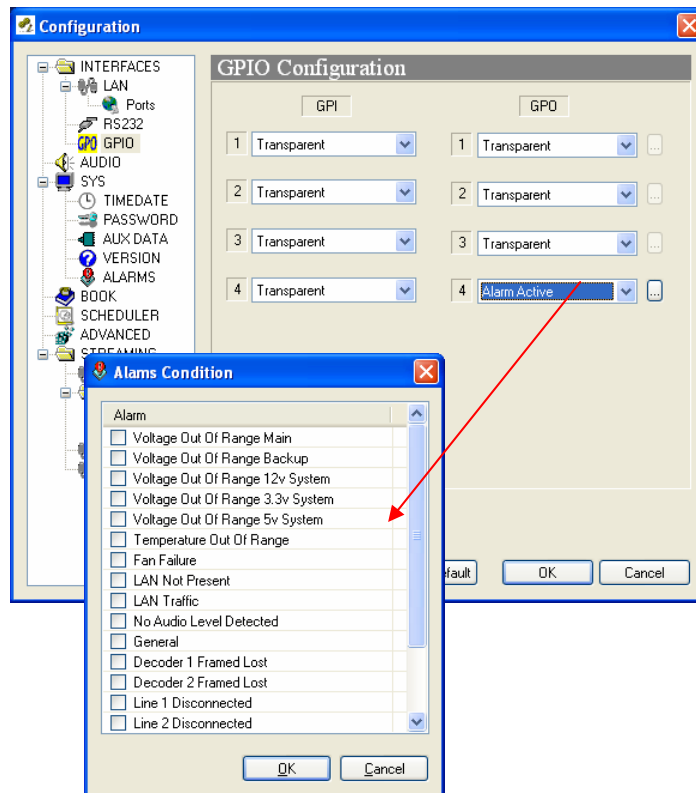 Configuration
INTERFACES
LAN
Ports
RS232
GPO GPIO
AUDIO
SYS
TIMEDATE
PASSWORD
AUX DATA
VERSION
ALARMS
BOOK
SCHEDULER
ADVANCED
STREAMING
GPIO Configuration
GPI
GPO
1 Transparent
1 Transparent ...
2 Transparent
2 Transparent ...
3 Transparent
3 Transparent ...
4 Transparent
4 Alarm Active ...
fault
OK
Cancel
Alams Condition
Alarm
Voltage Out Of Range Main
Voltage Out Of Range Backup
Voltage Out Of Range 12v System
Voltage Out Of Range 3.3v System
Voltage Out Of Range 5v System
Temperature Out Of Range
Fan Failure
LAN Not Present
LAN Traffic
No Audio Level Detected
General
Decoder 1 Framed Lost
Decoder 2 Framed Lost
Line 1 Disconnected
Line 2 Disconnected
OK
Cancel